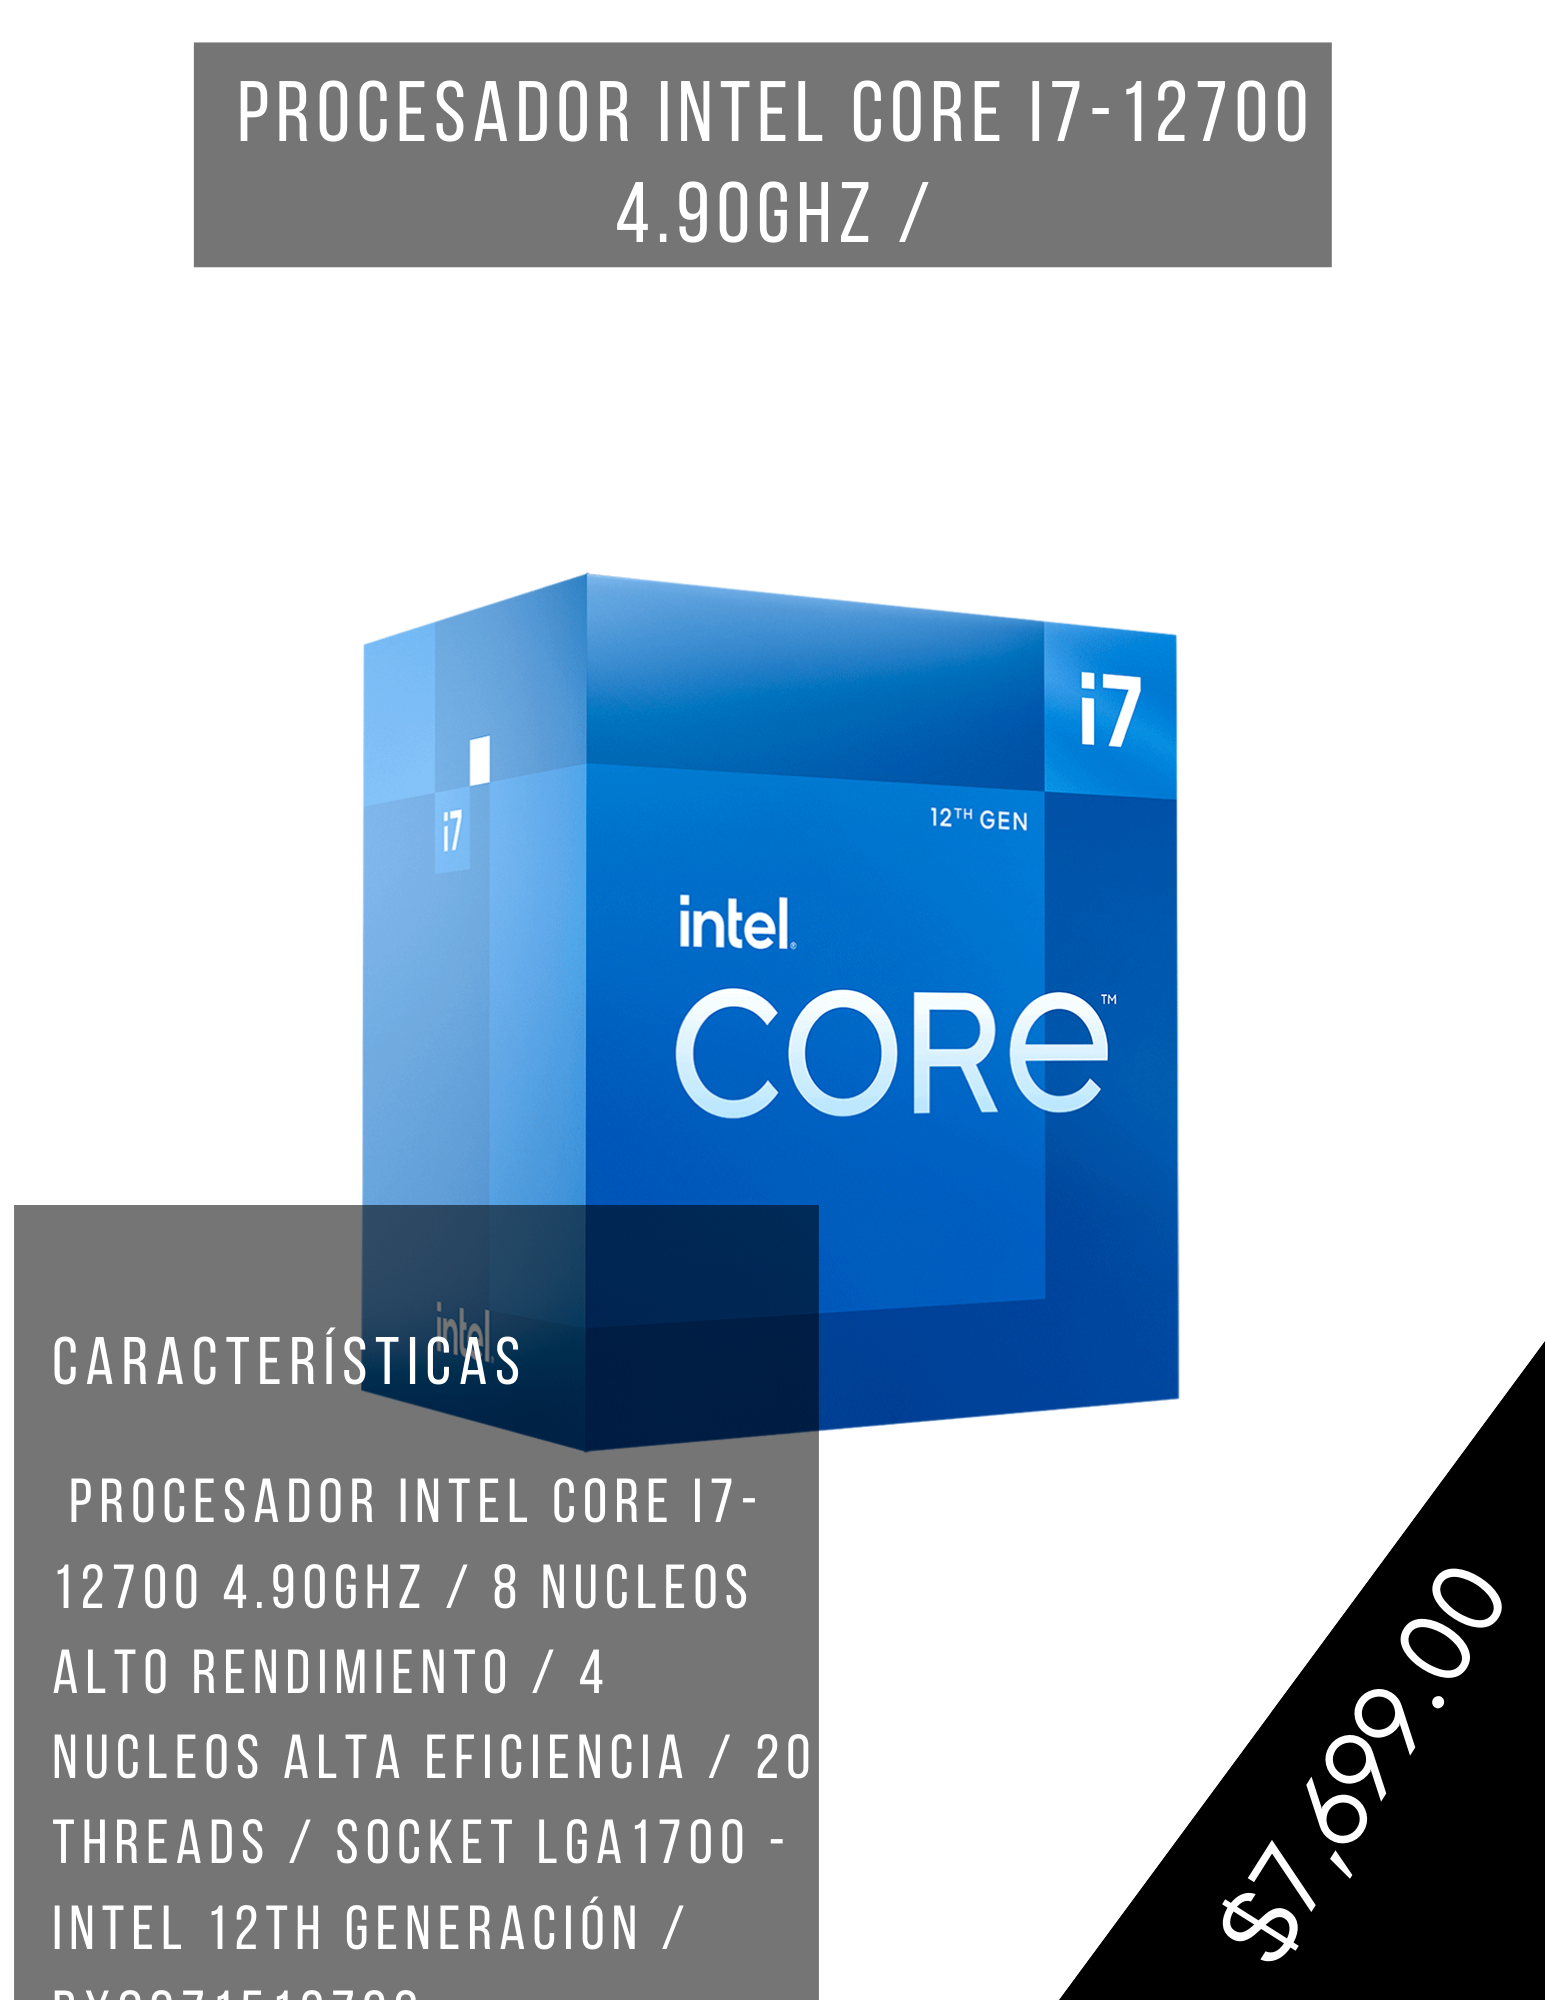 PROCESADOR INTEL CORE I7-12700
4.90GHZ /
i7
i7
12TH GEN
intel®
CORe™
intel.
CARACTERÍSTICAS
PROCESADOR INTEL CORE I7-
12700 4.90GHZ / 8 NUCLEOS
ALTO RENDIMIENTO / 4
NUCLEOS ALTA EFICIENCIA / 20
THREADS / SOCKET LGA1700 -
INTEL 12TH GENERACIÓN /
$7,699.00